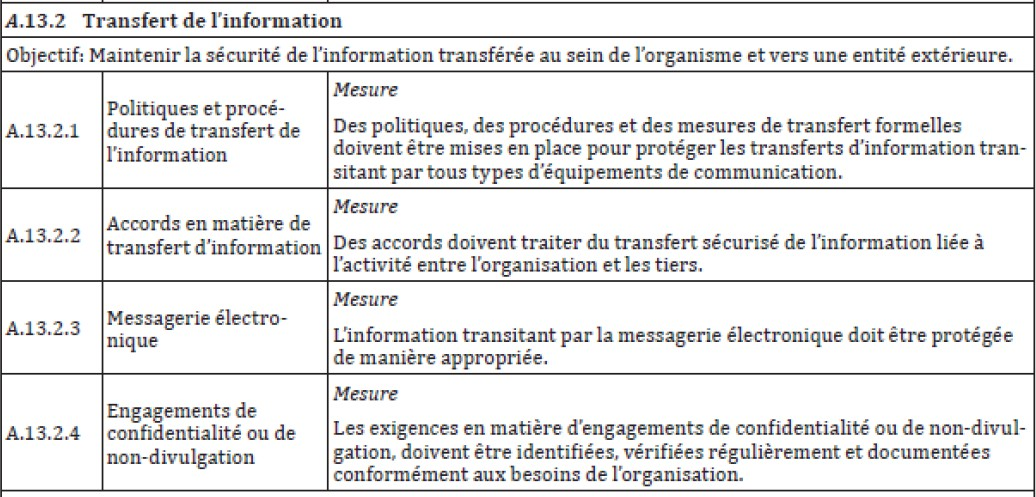 A.13.2 Transfert de l'information
Objectif: Maintenir la sécurité de l'information transférée au sein de l'organisme et vers une entité extérieure.
A.13.2.1
Politiques et procé-
dures de transfert de
l'information
Mesure
Des politiques, des procédures et des mesures de transfert formelles
doivent être mises en place pour protéger les transferts d'information tran-
sitant par tous types d'équipements de communication.
A.13.2.2
Accords en matière de
transfert d'information
Mesure
Des accords doivent traiter du transfert sécurisé de l'information liée à
l'activité entre l'organisation et les tiers.
A.13.2.3
Messagerie électro-
nique
Mesure
L'information transitant par la messagerie électronique doit être protégée
de manière appropriée.
A.13.2.4
Engagements de
confidentialité ou de
non-divulgation
Mesure
Les exigences en matière d'engagements de confidentialité ou de non-divul-
gation, doivent être identifiées, vérifiées régulièrement et documentées
conformément aux besoins de l'organisation.